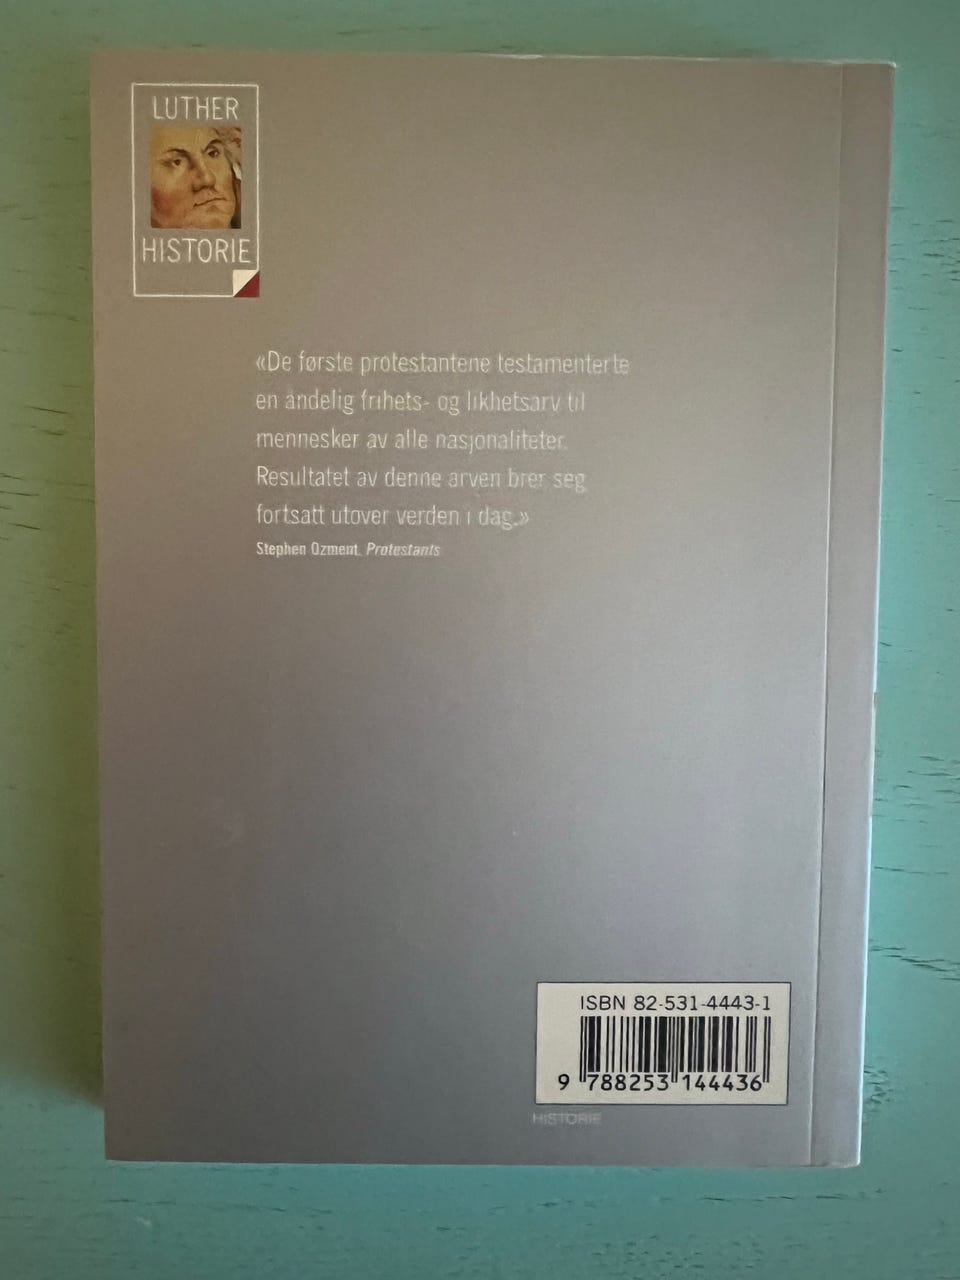 LUTHER
HISTORIE
«De første protestantene testamenterte
en åndelig frihets- og likhetsarv til
mennesker av alle nasjonaliteter.
Resultatet av denne arven brer seg
fortsatt utover verden i dag.»
Stephen Ozment, Protestants
ISBN 82-531-4443-1
9 788253 144436
HISTORIE